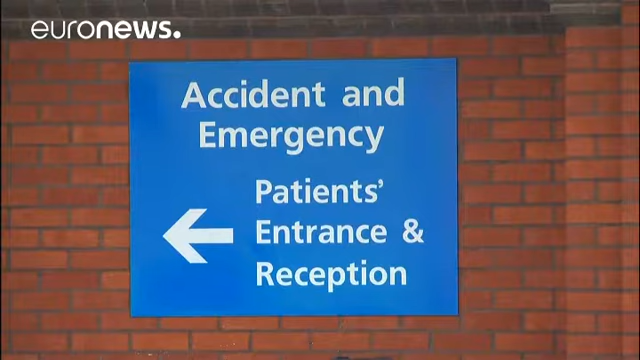 euronews.
Accident and
Emergency
Patients'
Entrance &
Reception